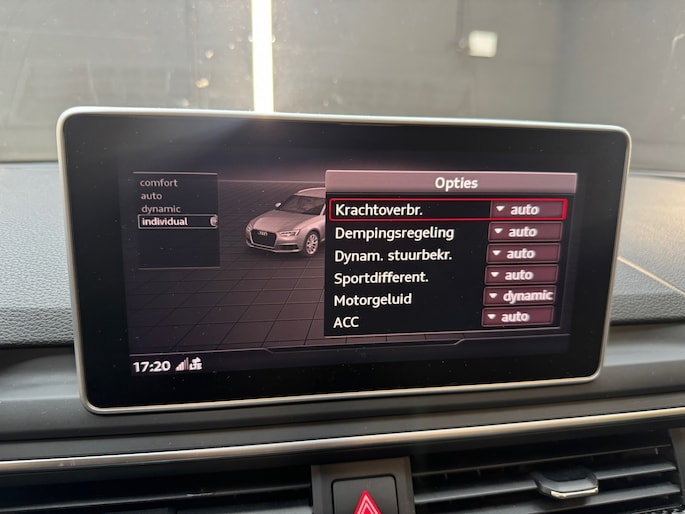 comfort
auto
dynamic
individual
Opties
Krachtoverbr. auto
Dempingsregeling auto
Dynam. stuurbekr. auto
Sportdifferent. auto
Motorgeluid dynamic
ACC auto
17:20 LTE